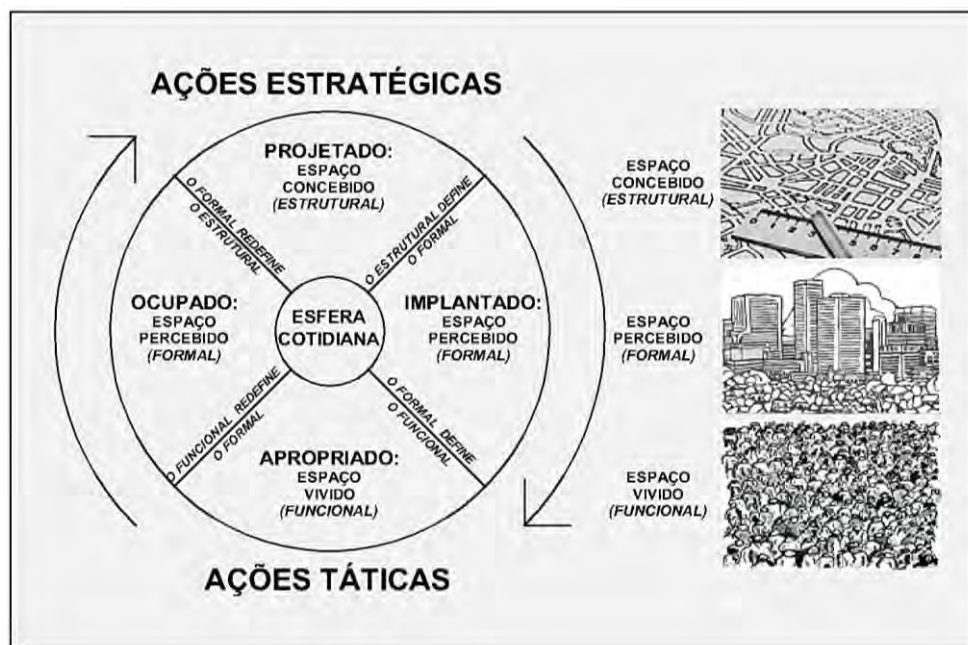 AÇÕES ESTRATÉGICAS
PROJETADO:
ESPAÇO
CONCEBIDO
(ESTRUTURAL)
O FORMAL REDEFINE
O ESTRUTURAL
O ESTRUTURAL DEFINE
O FORMAL
OCUPADO:
ESPAÇO
PERCEBIDO
(FORMAL)
ESFERA
COTIDIANA
IMPLANTADO:
ESPAÇO
PERCEBIDO
(FORMAL)
O FUNCIONAL REDEFINE
O FORMAL
O FORMAL DEFINE
O FUNCIONAL
APROPRIADO:
ESPAÇO
VIVIDO
(FUNCIONAL)
AÇÕES TÁTICAS
ESPAÇO
CONCEBIDO
(ESTRUTURAL)
ESPAÇO
PERCEBIDO
(FORMAL)
ESPAÇO
VIVIDO
(FUNCIONAL)